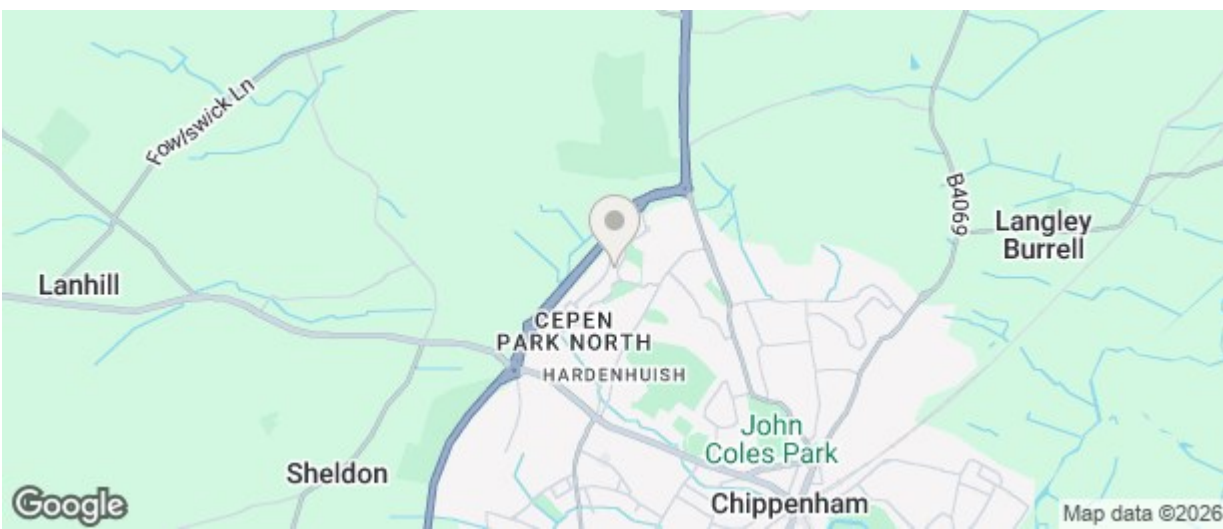 Fowlswick Ln
B4069
Langley
Burrell
Lanhill
CEPEN
PARK NORTH
HARDENHUISH
John
Coles Park
Sheldon
Chippenham
Google
Map data ©2026